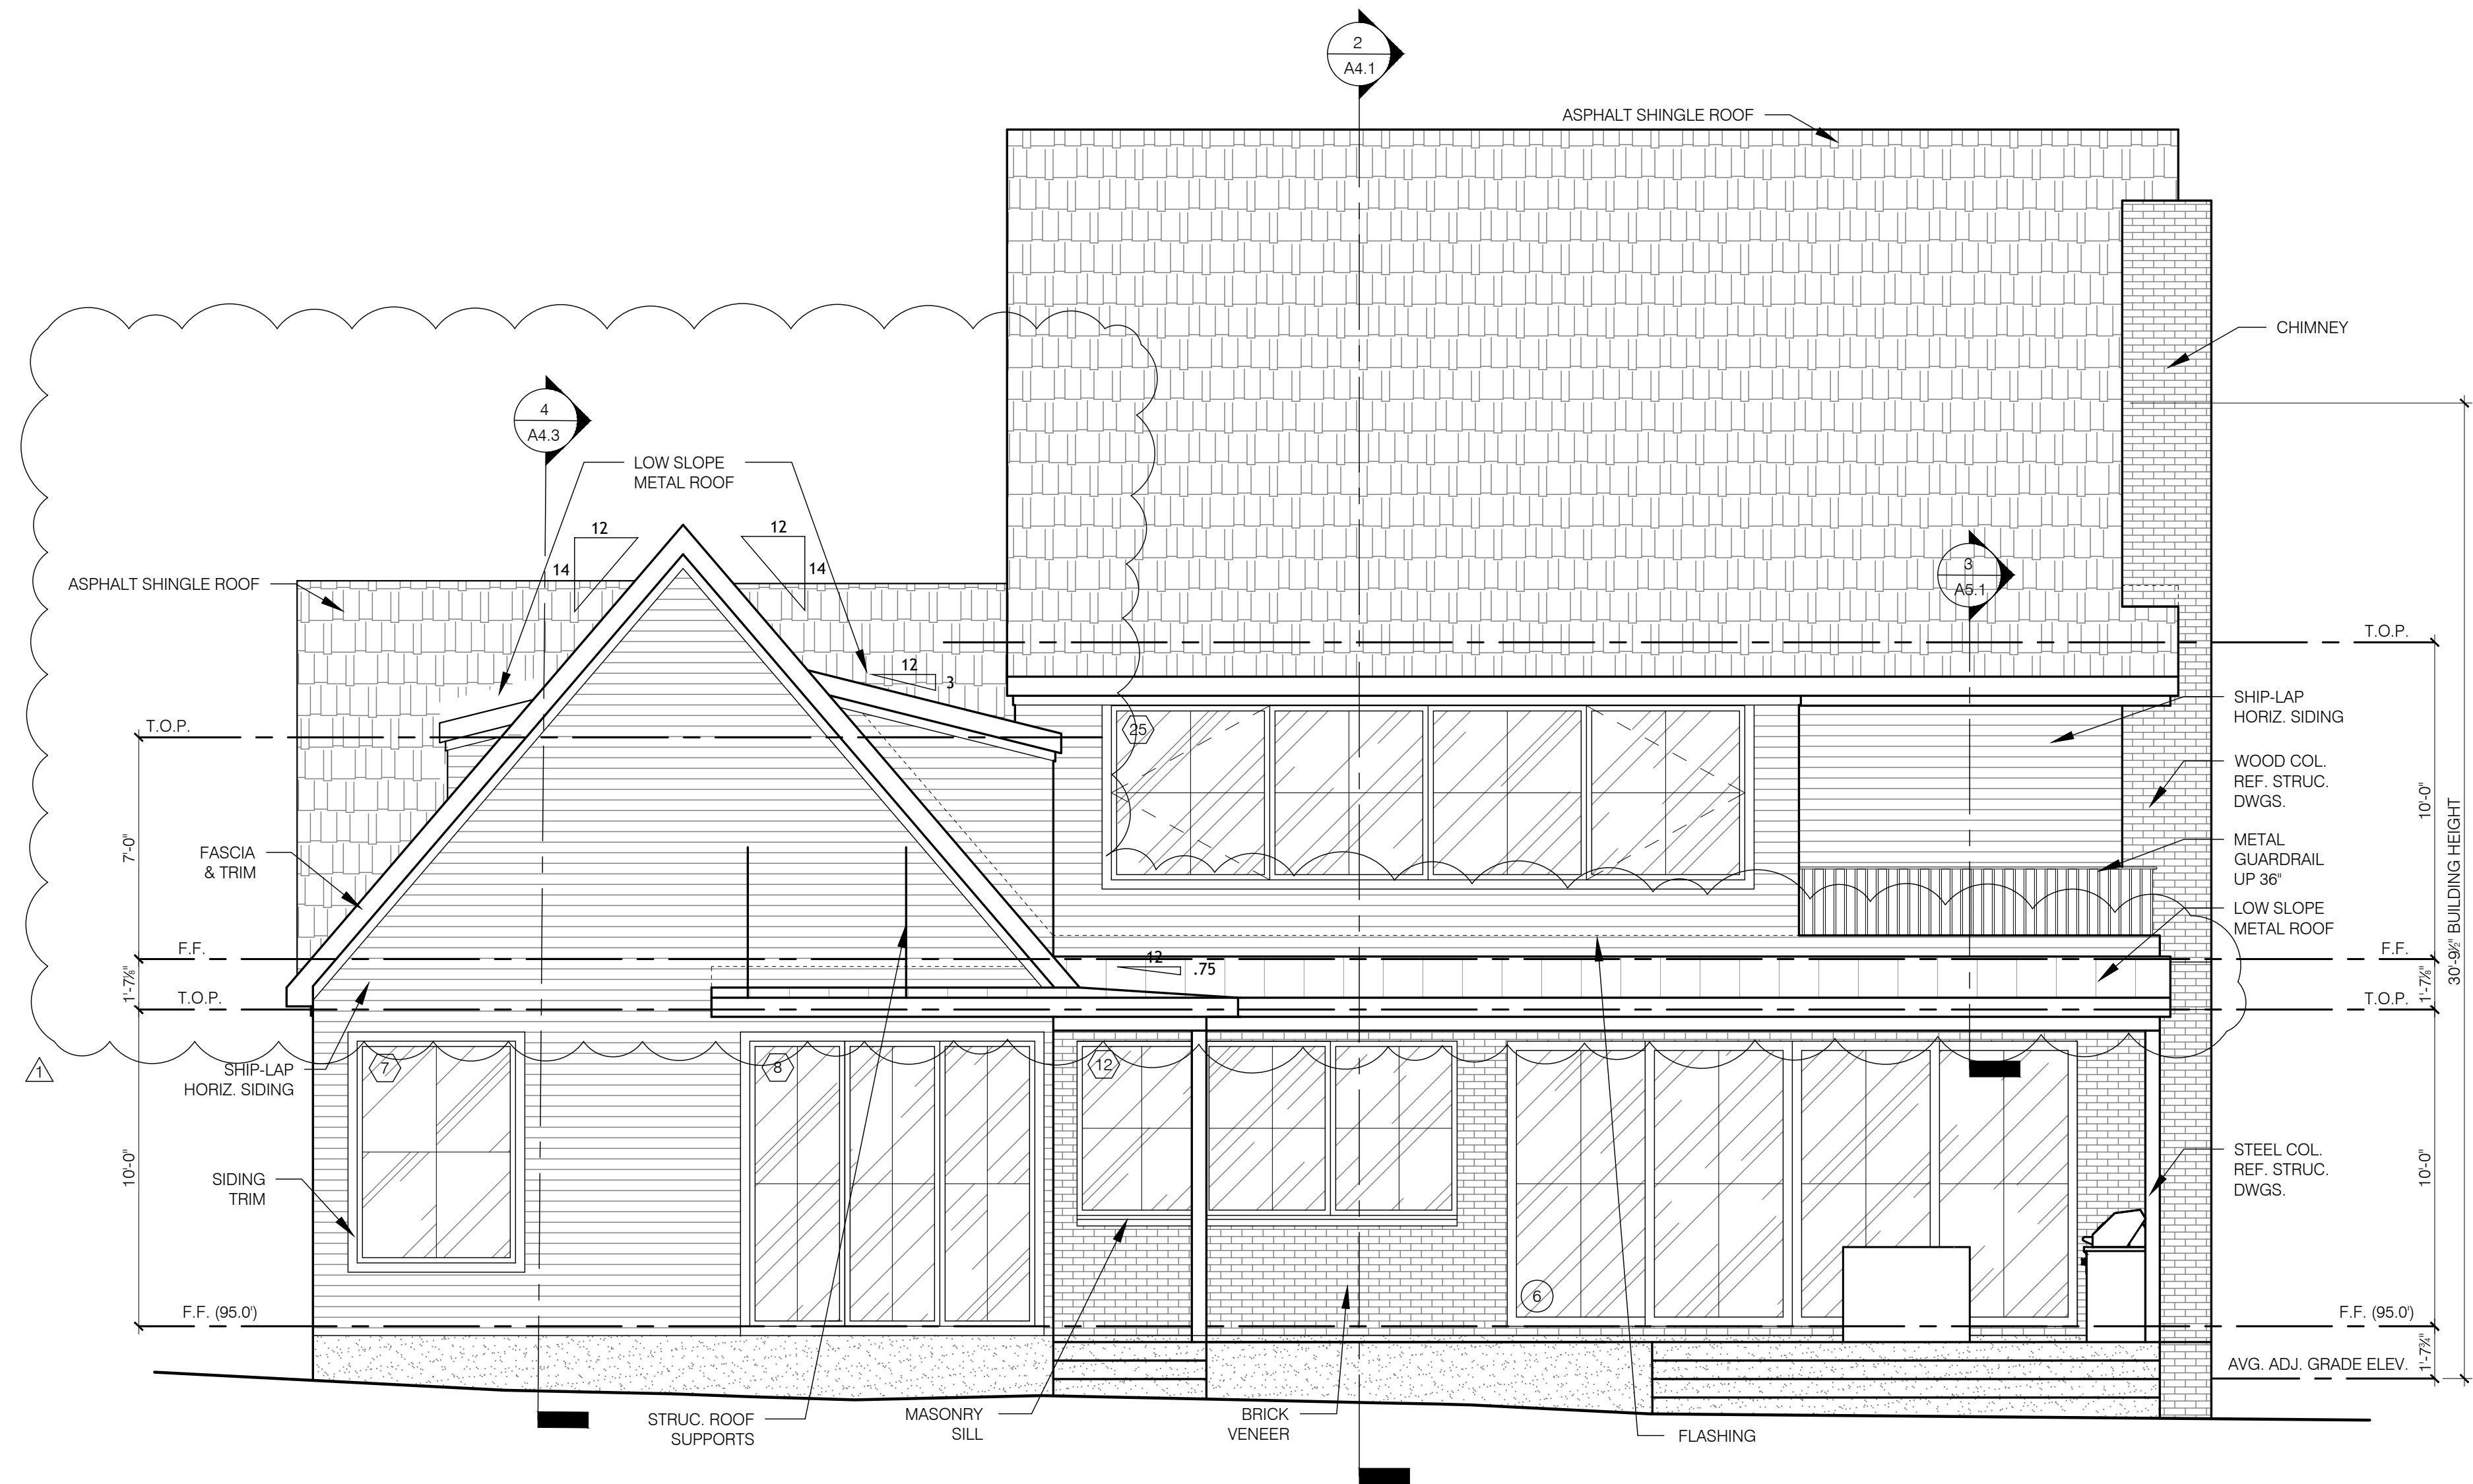 2
A4.1
ASPHALT SHINGLE ROOF
CHIMNEY
4
A4.3
LOW SLOPE
METAL ROOF
12
14
12
14
ASPHALT SHINGLE ROOF
3
A5.1
12
3
T.O.P.
T.O.P.
25
SHIP-LAP
HORIZ. SIDING
WOOD COL.
REF. STRUC.
DWGS.
METAL
GUARDRAIL
UP 36"
LOW SLOPE
METAL ROOF
7'-0"
FASCIA
& TRIM
10'-0"
30'-9½" BUILDING HEIGHT
F.F.
12
.75
F.F.
1'-7⅞"
1'-7⅞"
T.O.P.
T.O.P.
1
7
8
12
SHIP-LAP
HORIZ. SIDING
10'-0"
SIDING
TRIM
STEEL COL.
REF. STRUC.
DWGS.
10'-0"
6
F.F. (95.0')
F.F. (95.0')
1'-7¾"
AVG. ADJ. GRADE ELEV.
STRUC. ROOF
SUPPORTS
MASONRY
SILL
BRICK
VENEER
FLASHING